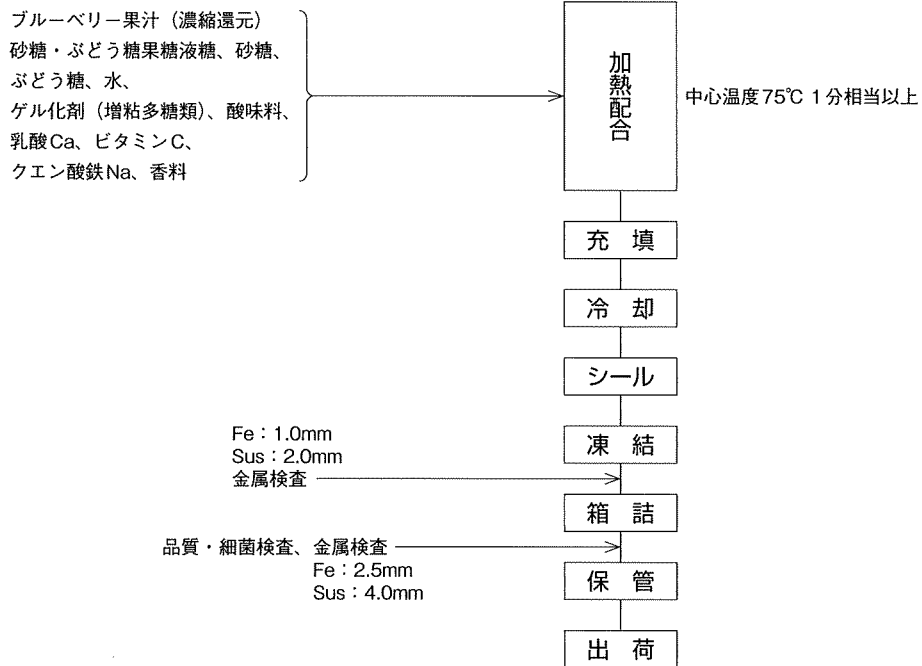 ブルーベリー果汁（濃縮還元）
砂糖・ぶどう糖果糖液糖、砂糖、
ぶどう糖、水、
ゲル化剤（増粘多糖類）、酸味料、
乳酸Ca、ビタミンC、
クエン酸鉄Na、香料
加熱配合
中心温度75℃ 1分相当以上
充　填
冷　却
シール
凍　結
Fe：1.0mm
Sus：2.0mm
金属検査
箱　詰
品質・細菌検査、金属検査
Fe：2.5mm
Sus：4.0mm
保　管
出　荷